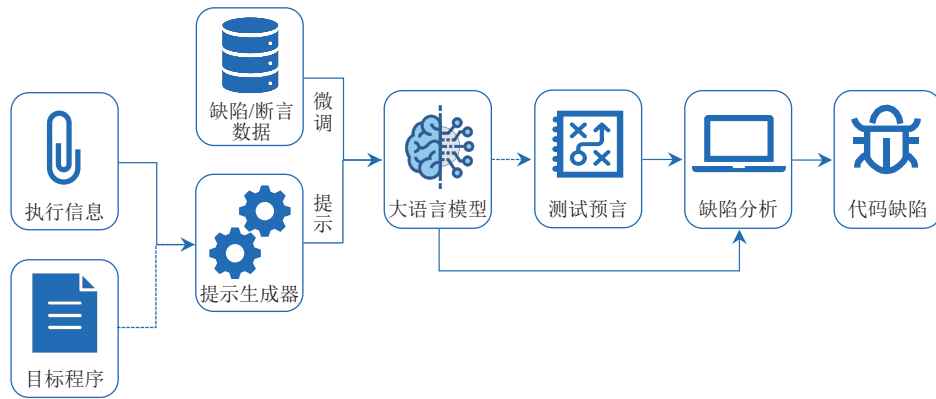 缺陷/断言
数据
微调
执行信息
提示
大语言模型
测试预言
缺陷分析
代码缺陷
提示生成器
目标程序